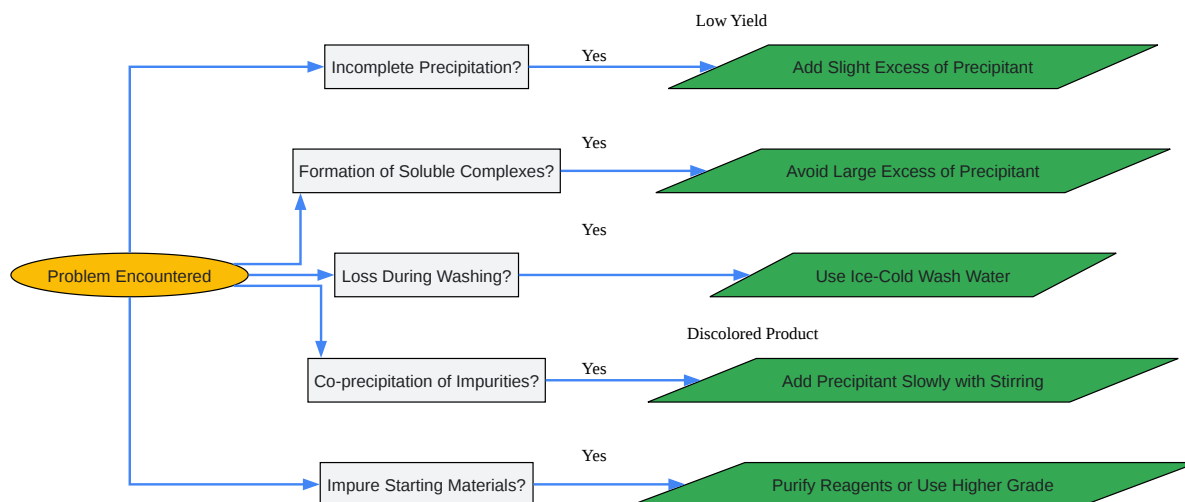 Low Yield
Incomplete Precipitation?
Yes
Add Slight Excess of Precipitant
Formation of Soluble Complexes?
Yes
Avoid Large Excess of Precipitant
Problem Encountered
Loss During Washing?
Yes
Use Ice-Cold Wash Water
Discolored Product
Co-precipitation of Impurities?
Yes
Add Precipitant Slowly with Stirring
Impure Starting Materials?
Yes
Purify Reagents or Use Higher Grade